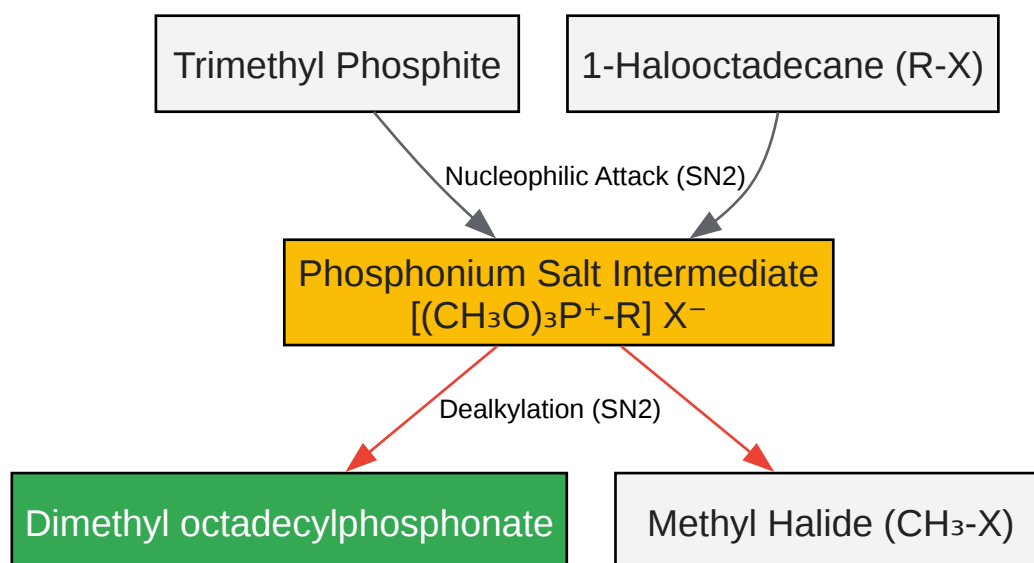 Trimethyl Phosphite
1-Halooctadecane (R-X)
Nucleophilic Attack (SN2)
Phosphonium Salt Intermediate
[(CH₃O)₃P⁺-R] X⁻
Dealkylation (SN2)
Dimethyl octadecylphosphonate
Methyl Halide (CH₃-X)